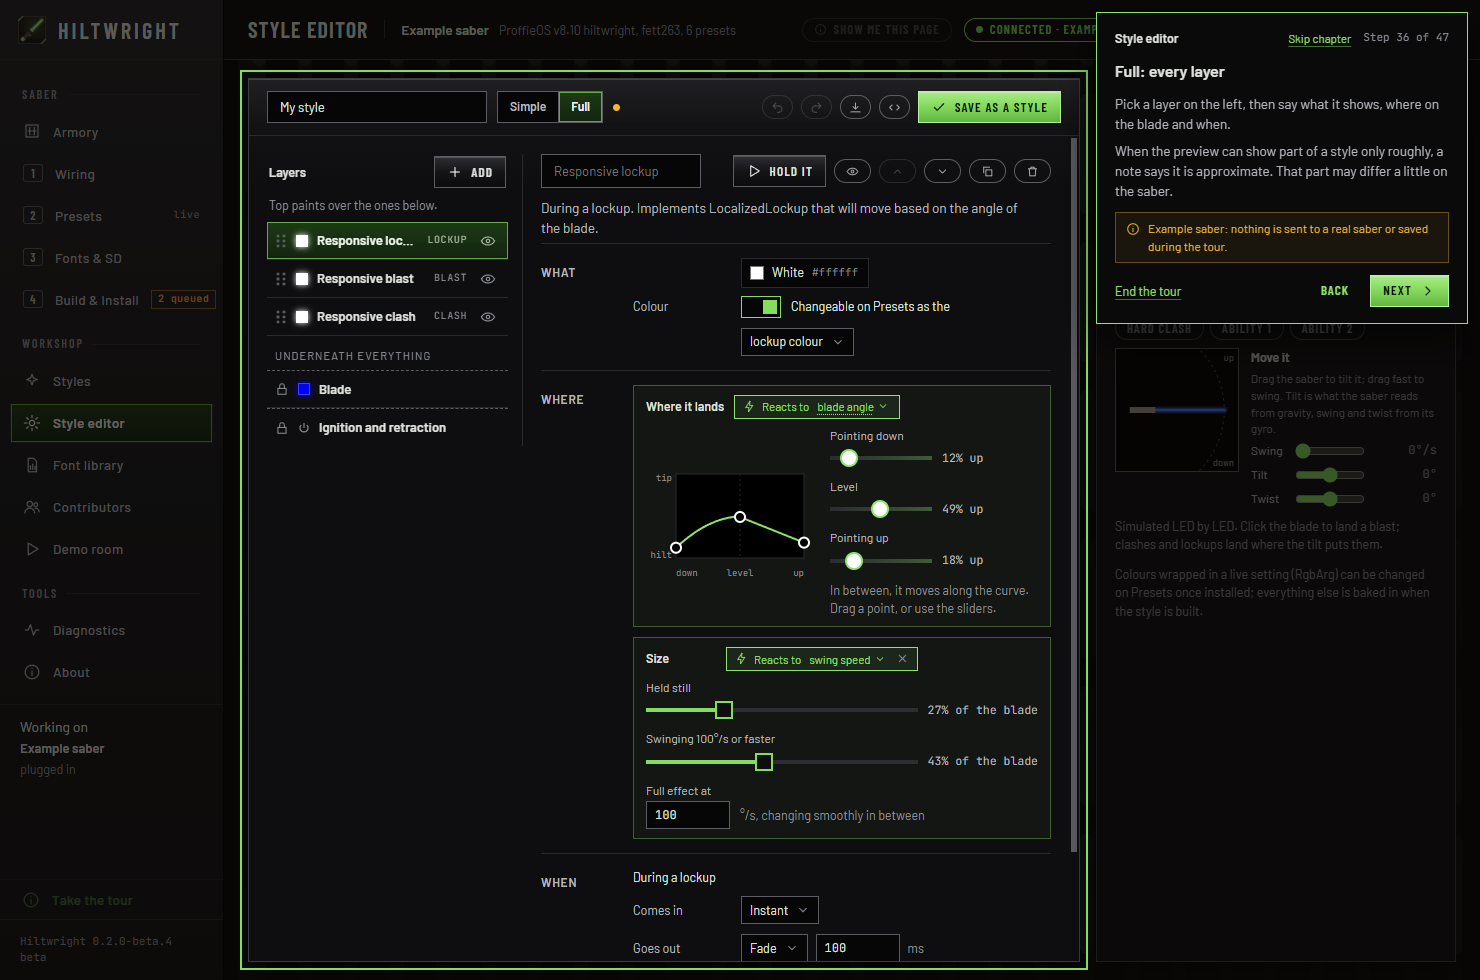 HILTWRIGHT
SABER
Armory
1 Wiring
2 Presets live
3 Fonts & SD
4 Build & Install 2 queued
WORKSHOP
Styles
Style editor
Font library
Contributors
Demo room
TOOLS
Diagnostics
About
Working on
Example saber
plugged in
Take the tour
Hiltwright 0.2.0-beta.4
beta
STYLE EDITOR
Example saber ProffieOS v8.10 hiltwright, fett263, 6 presets
SHOW ME THIS PAGE
CONNECTED · EXAMP
My style
Simple Full
SAVE AS A STYLE
Layers
ADD
Top paints over the ones below.
Responsive loc... LOCKUP
Responsive blast BLAST
Responsive clash CLASH
UNDERNEATH EVERYTHING
Blade
Ignition and retraction
Responsive lockup
HOLD IT
During a lockup. Implements LocalizedLockup that will move based on the angle of
the blade.
WHAT
White #ffffff
Colour
Changeable on Presets as the
lockup colour
WHERE
Where it lands
Reacts to blade angle
tip
hilt
down level up
Pointing down
12% up
Level
49% up
Pointing up
18% up
In between, it moves along the curve.
Drag a point, or use the sliders.
Size
Reacts to swing speed
Held still
27% of the blade
Swinging 100°/s or faster
43% of the blade
Full effect at
100 °/s, changing smoothly in between
WHEN
During a lockup
Comes in Instant
Goes out Fade 100 ms
Style editor
Skip chapter Step 36 of 47
Full: every layer
Pick a layer on the left, then say what it shows, where on
the blade and when.
When the preview can show part of a style only roughly, a
note says it is approximate. That part may differ a little on
the saber.
Example saber: nothing is sent to a real saber or saved
during the tour.
End the tour
BACK
NEXT
HARD CLASH ABILITY 1 ABILITY 2
up
down
Move it
Drag the saber to tilt it; drag fast to
swing. Tilt is what the saber reads
from gravity, swing and twist from its
gyro.
Swing 0°/s
Tilt 0°
Twist 0°
Simulated LED by LED. Click the blade to land a blast;
clashes and lockups land where the tilt puts them.
Colours wrapped in a live setting (RgbArg) can be changed
on Presets once installed; everything else is baked in when
the style is built.